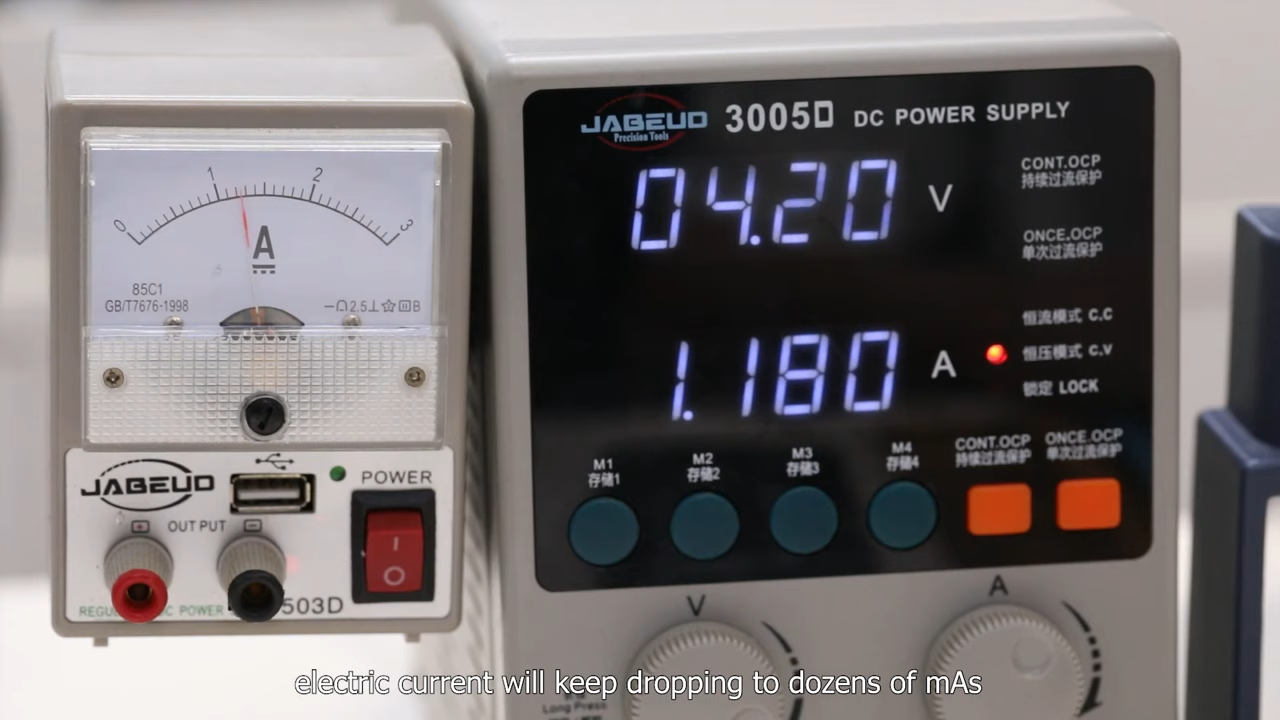 0 1 2 3
A
85C1
GB/T7676-1998
2.5
B
JABEUD
POWER
OUT PUT
503D
JABEUD
Precision Tools
3005D DC POWER SUPPLY
04.20 V
1.180 A
CONT.OCP
持续过流保护
ONCE.OCP
单次过流保护
恒流模式 C.C
恒压模式 C.V
锁定 LOCK
M1
存储1
M2
存储2
M3
存储3
M4
存储4
CONT.OCP
持续过流保护
ONCE.OCP
单次过流保护
V
A
Long Press
electric current will keep dropping to dozens of mAs